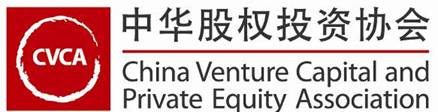 CVCA
中华股权投资协会
China Venture Capital and
Private Equity Association